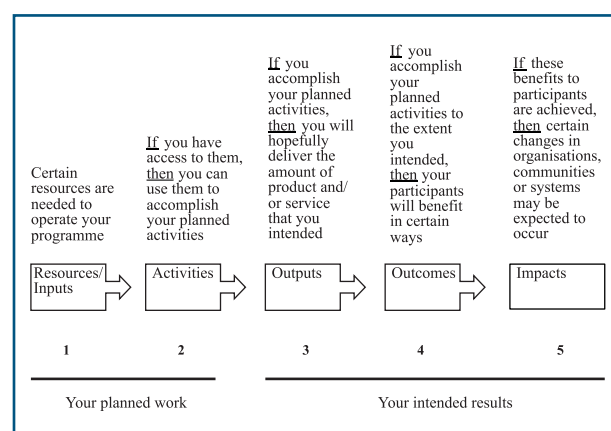 Certain
resources are
needed to
operate your
programme
If you have
access to them,
then you can
use them to
accomplish
your planned
activities
If you
accomplish
your planned
activities,
then you will
hopefully
deliver the
amount of
product and/
or service
that you
intended
If you
accomplish
your
planned
activities to
the extent
you
intended,
then your
participants
will benefit
in certain
ways
If these
benefits to
participants
are achieved,
then certain
changes in
organisations,
communities
or systems
may be
expected to
occur
Resources/
Inputs
Activities
Outputs
Outcomes
Impacts
1
2
3
4
5
Your planned work
Your intended results